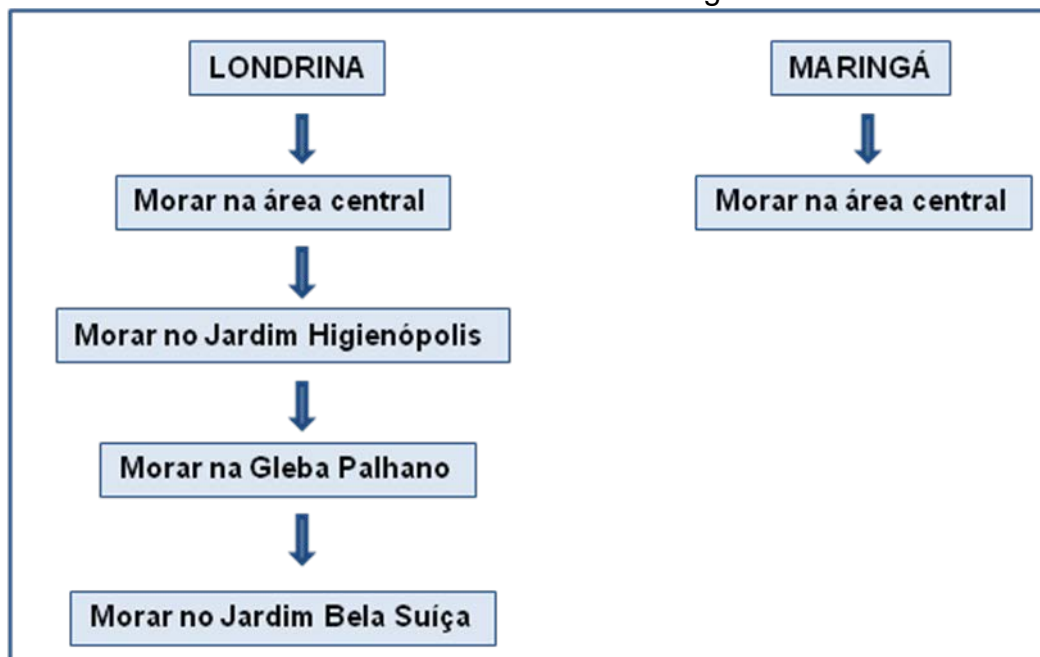 LONDRINA
Morar na área central
Morar no Jardim Higienópolis
Morar na Gleba Palhano
Morar no Jardim Bela Suíça
MARINGÁ
Morar na área central